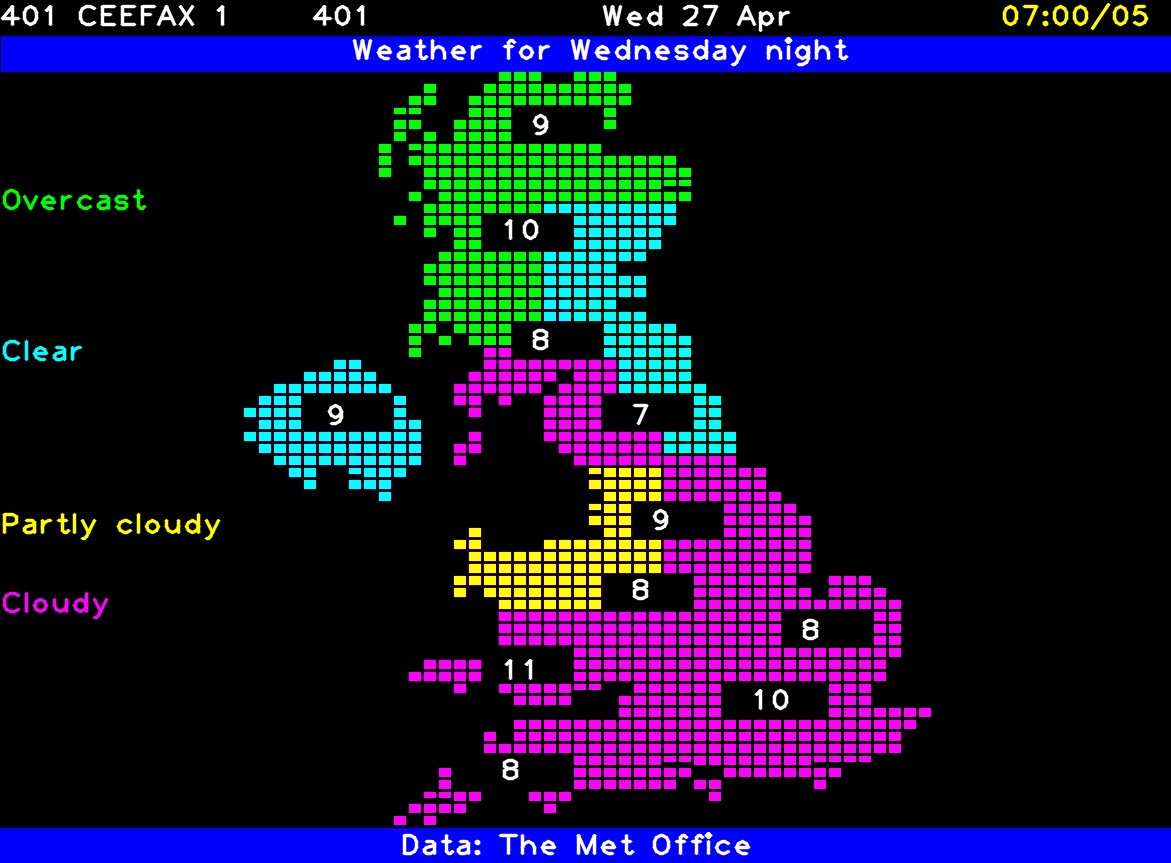 401 CEEFAX 1 401 Wed 27 Apr 07:00/05
Weather for Wednesday night
9
Overcast
10
8
Clear
9 7
9
Partly cloudy
8
Cloudy
8
11
10
8
Data: The Met Office